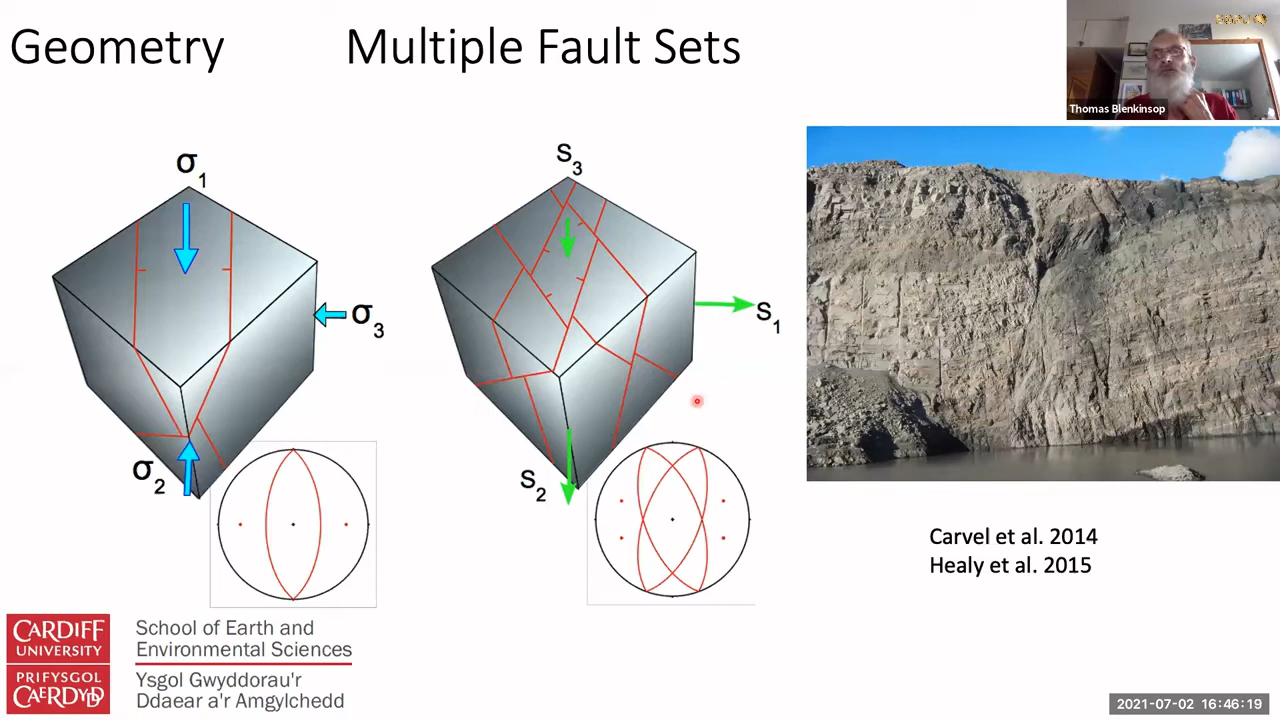 Geometry
Multiple Fault Sets
Thomas Blenkinsop
σ1
σ3
σ2
S3
S1
S2
Carvel et al. 2014
Healy et al. 2015
CARDIFF
UNIVERSITY
PRIFYSGOL
CAERDYDD
School of Earth and
Environmental Sciences
Ysgol Gwyddorau'r
Ddaear a'r Amgylchedd
2021-07-02 16:46:19